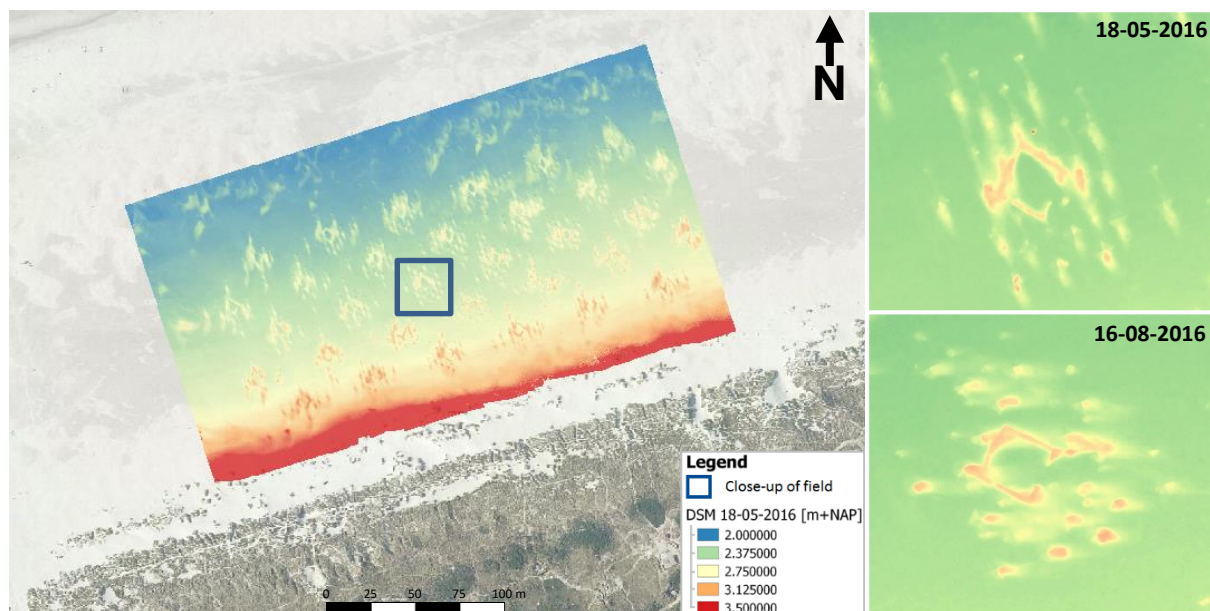 N
18-05-2016
16-08-2016
Legend
Close-up of field
DSM 18-05-2016 [m+NAP]
2.000000
2.375000
2.750000
3.125000
3.500000
0 25 50 75 100 m